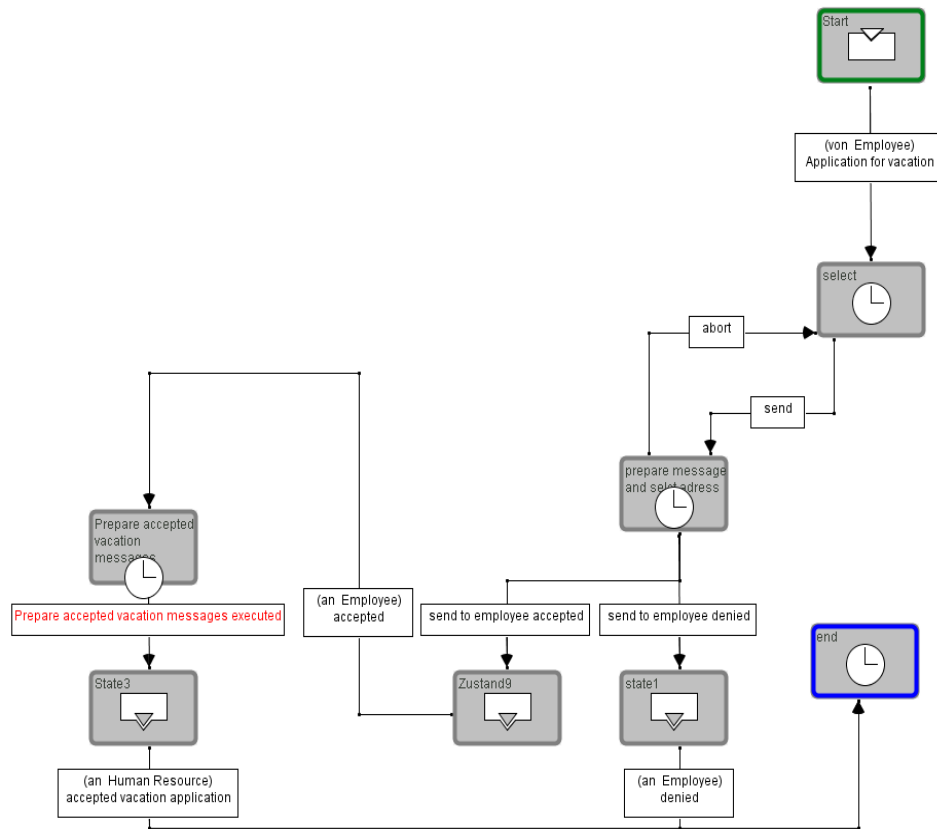 Start
(von Employee)
Application for vacation
select
abort
send
prepare message
and selct adress
Prepare accepted
vacation
messages
Prepare accepted vacation messages executed
(an Employee)
accepted
send to employee accepted
send to employee denied
end
State3
Zustand9
state1
(an Human Resource)
accepted vacation application
(an Employee)
denied